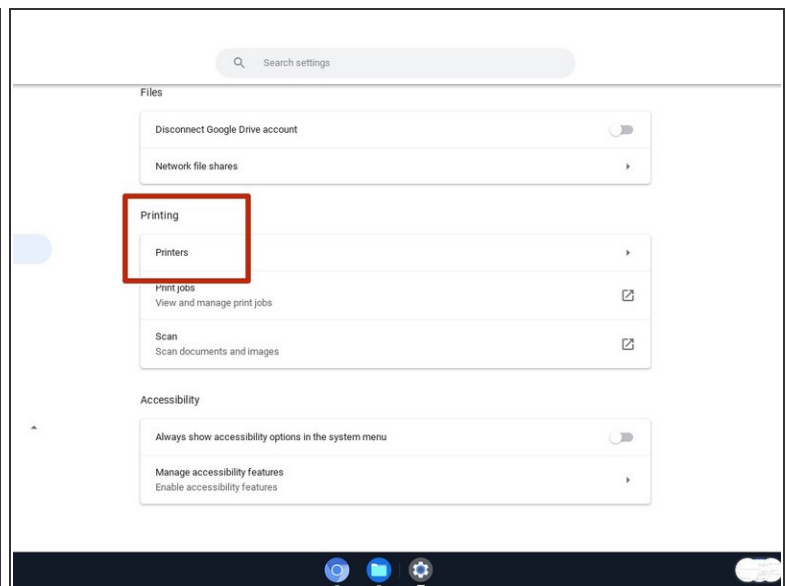 Search settings
Files
Disconnect Google Drive account
Network file shares
Printing
Printers
Print jobs
View and manage print jobs
Scan
Scan documents and images
Accessibility
Always show accessibility options in the system menu
Manage accessibility features
Enable accessibility features